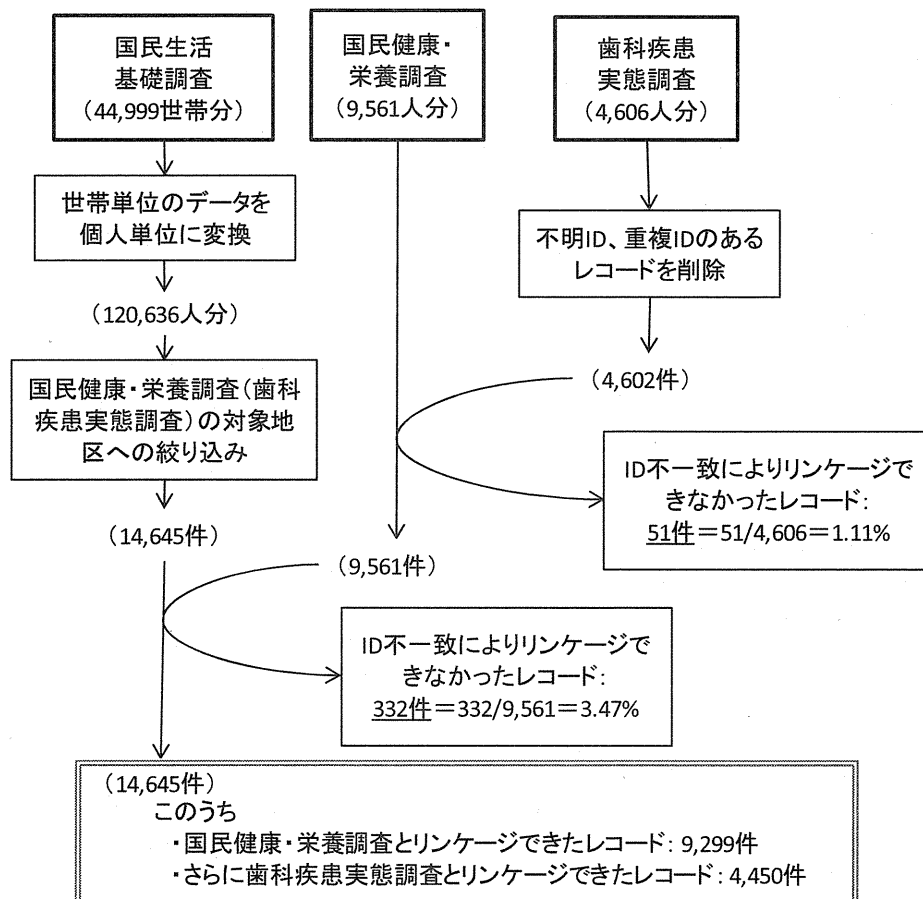 国民生活
基礎調査
（44,999世帯分）
国民健康・
栄養調査
（9,561人分）
歯科疾患
実態調査
（4,606人分）
世帯単位のデータを
個人単位に変換
不明ID、重複IDのある
レコードを削除
（120,636人分）
（4,602件）
国民健康・栄養調査（歯科
疾患実態調査）の対象地
区への絞り込み
ID不一致によりリンケージで
きなかったレコード：
51件＝51/4,606＝1.11%
（14,645件）
（9,561件）
ID不一致によりリンケージで
きなかったレコード：
332件＝332/9,561＝3.47%
（14,645件）
このうち
・国民健康・栄養調査とリンケージできたレコード：9,299件
・さらに歯科疾患実態調査とリンケージできたレコード：4,450件